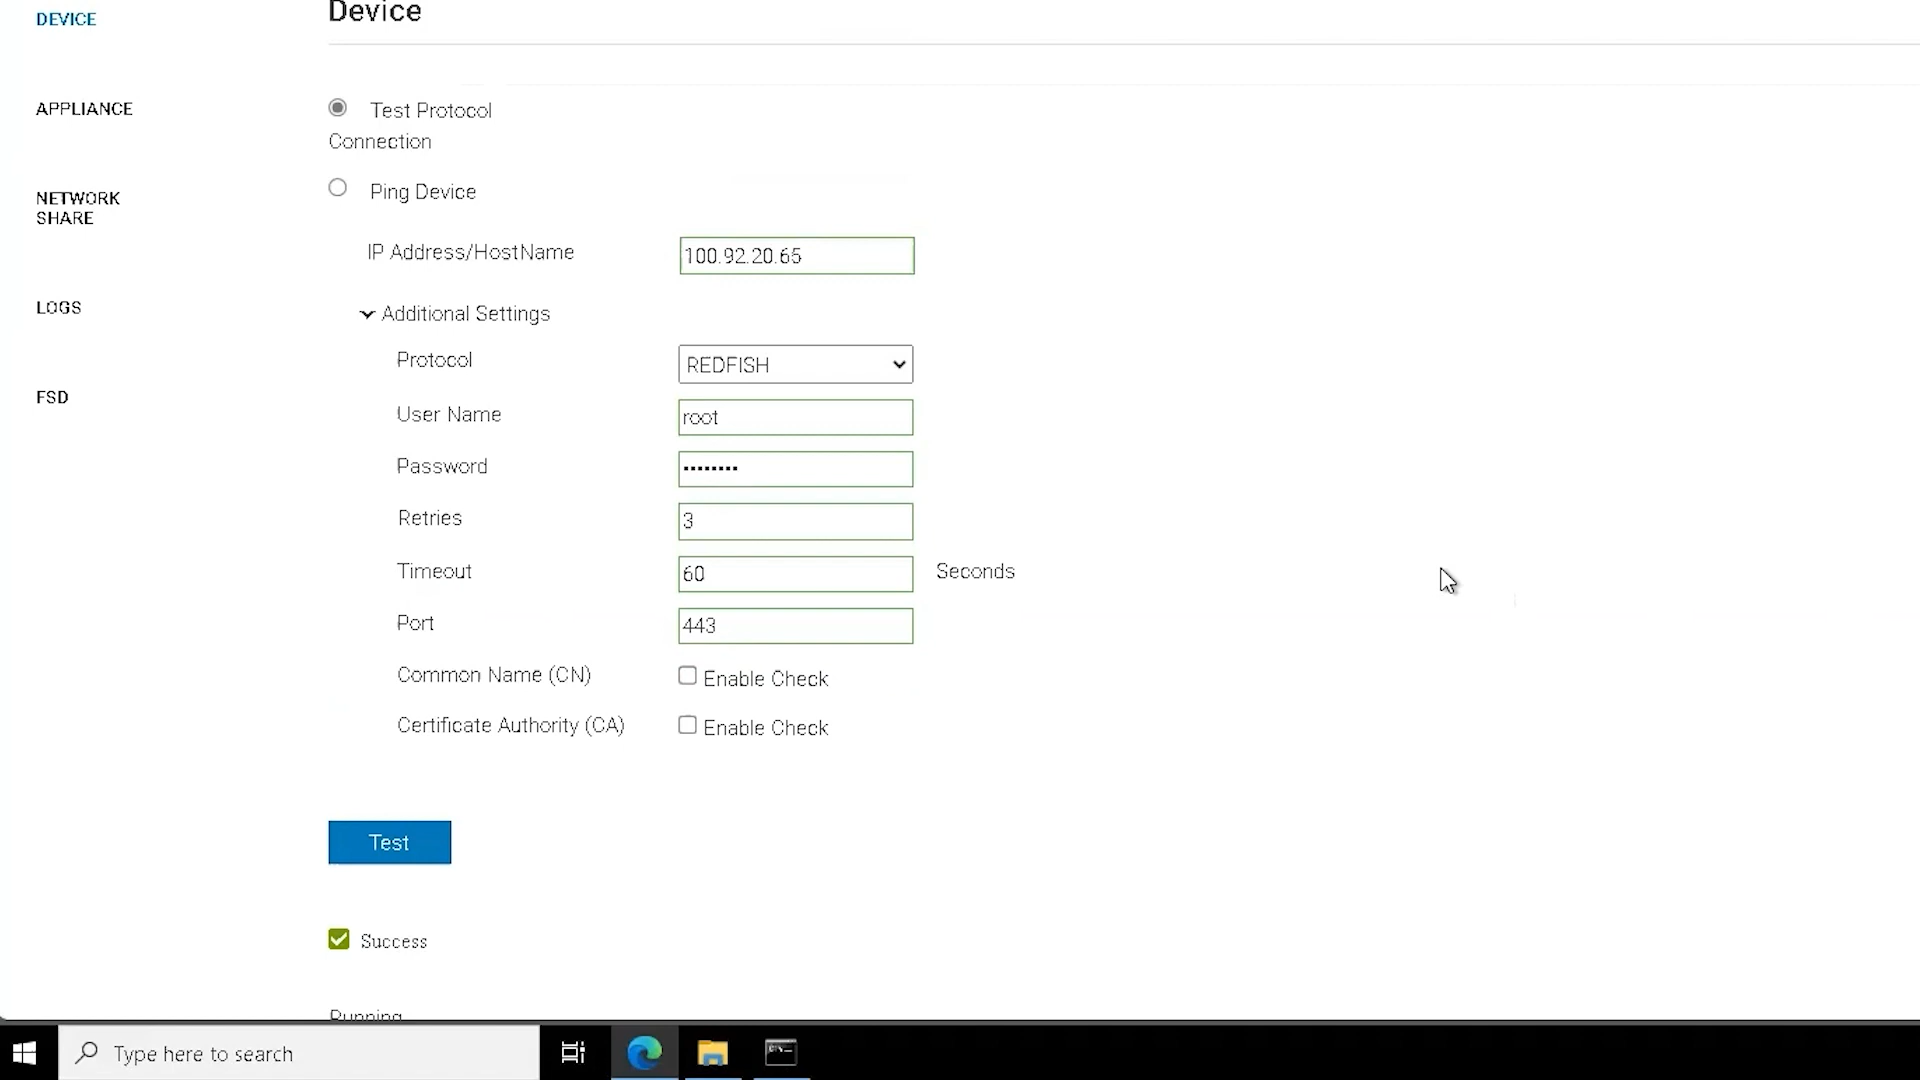 DEVICE
Device
APPLIANCE
Test Protocol
Connection
NETWORK
SHARE
Ping Device
IP Address/HostName
100.92.20.65
LOGS
Additional Settings
Protocol
REDFISH
FSD
User Name
root
Password
••••••••
Retries
3
Timeout
60
Seconds
Port
443
Common Name (CN)
Enable Check
Certificate Authority (CA)
Enable Check
Test
Success
Running
Type here to search